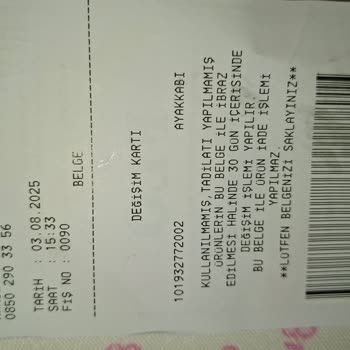 0850 290 33 56
TARİH : 03.08.2025
SAAT : 15:33
FİŞ NO : 0090
BELGE
DEĞİŞİM KARTI
101932772002 AYAKKABI
KULLANILMAMIŞ,TADİLATI YAPILMAMIŞ
ÜRÜNLERİN BU BELGE İLE İBRAZ
EDİLMESİ HALİNDE 30 GÜN İÇERİSİNDE
DEĞİŞİM İŞLEMİ YAPILIR.
BU BELGE İLE ÜRÜN İADE İŞLEMİ
YAPILMAZ.
**LÜTFEN BELGENİZİ SAKLAYINIZ**